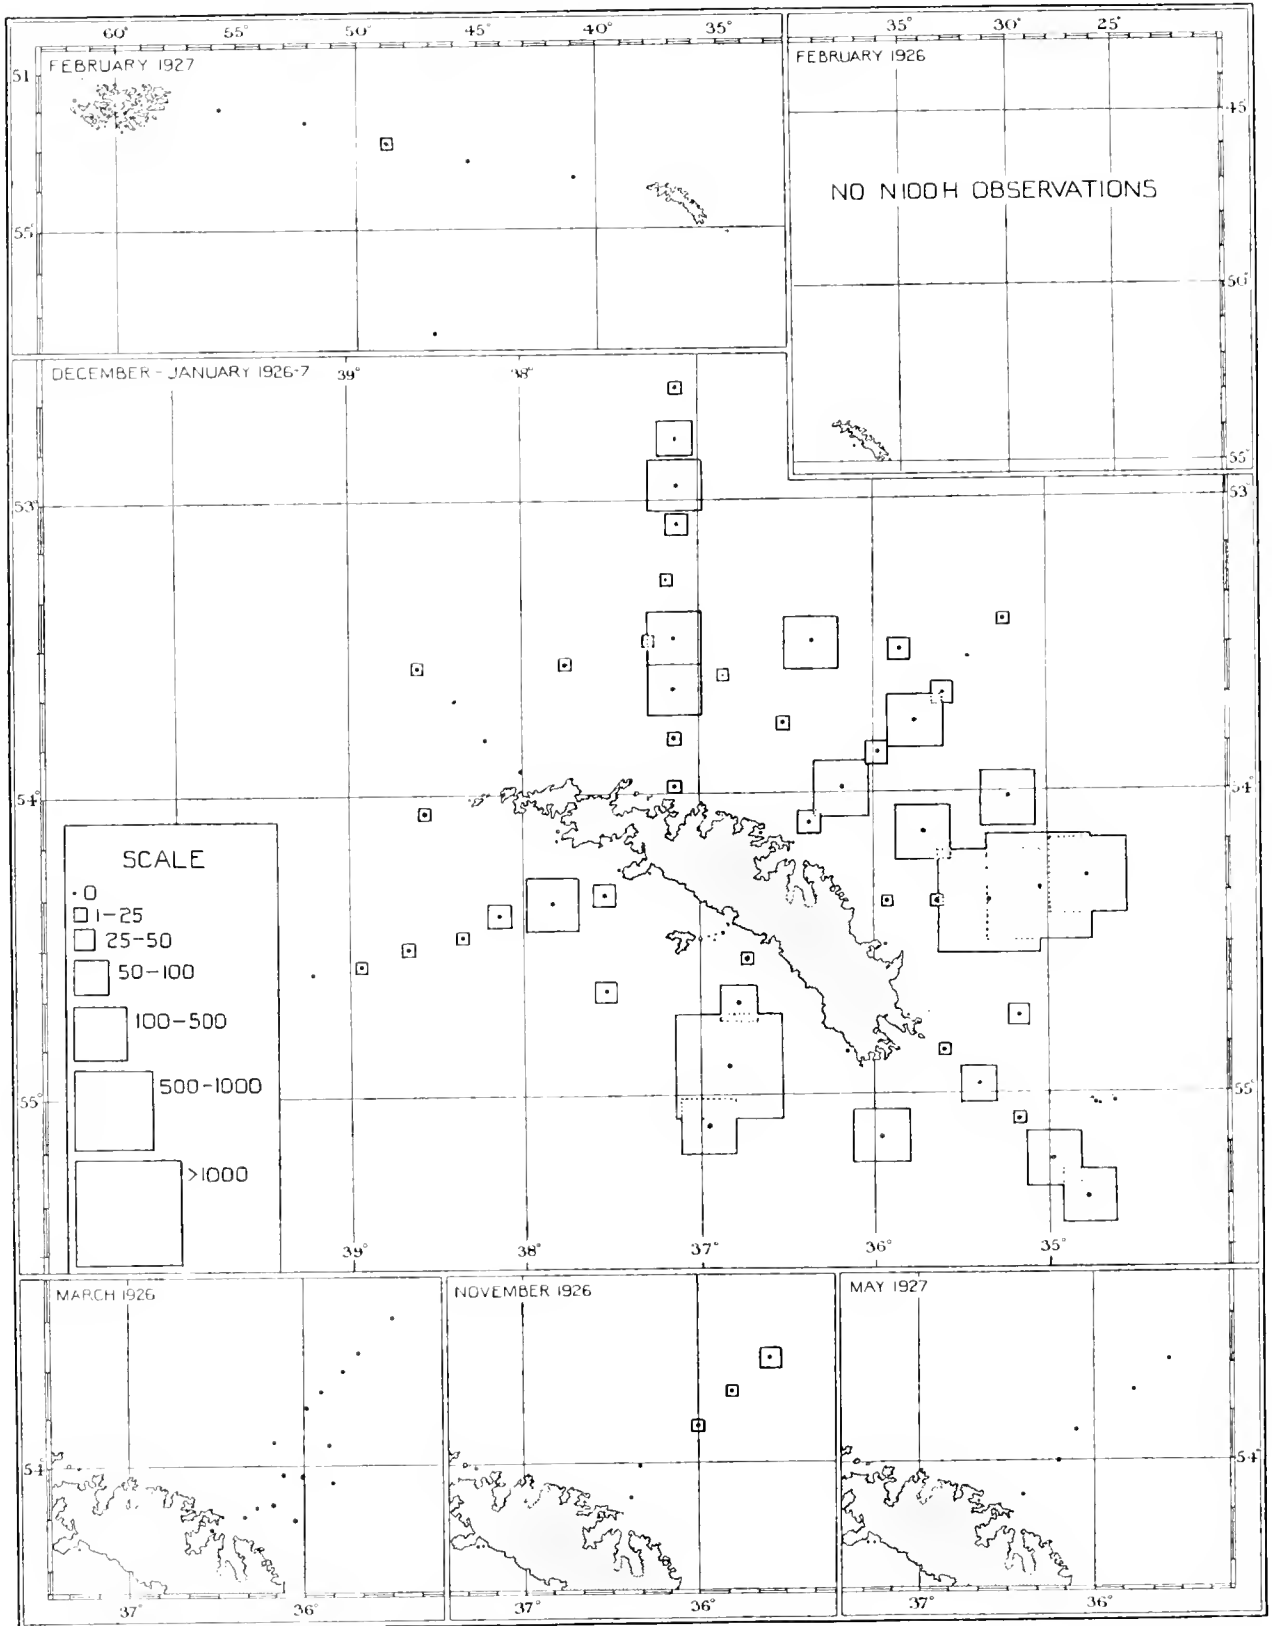 60° 55° 50° 45° 40° 35°
35° 30° 25°
FEBRUARY 1927
51
55°
FEBRUARY 1926
45°
NO N100H OBSERVATIONS
50°
55°
DECEMBER - JANUARY 1926-7
39° 38°
53° 53°
54° 54°
SCALE
0
1-25
25-50
50-100
100-500
500-1000
>1000
55° 55°
39° 38° 37° 36° 35°
MARCH 1926
NOVEMBER 1926
MAY 1927
54° 54°
37° 36°
37° 36°
37° 36°